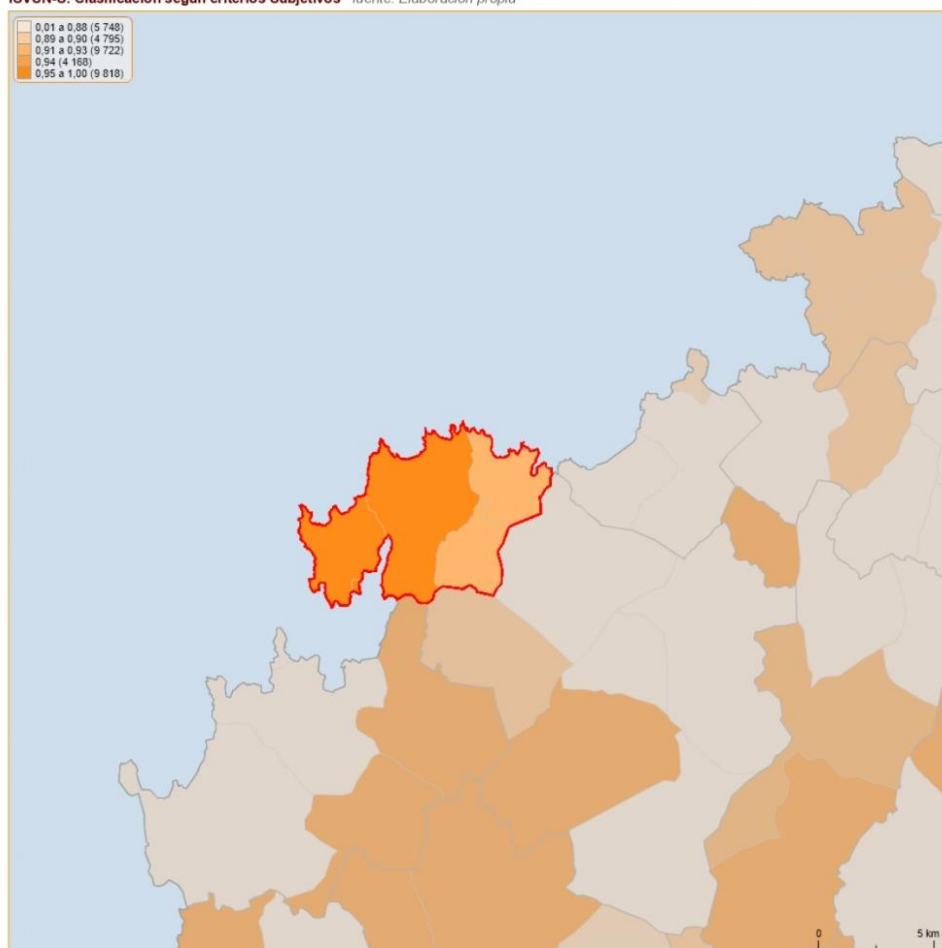 ISVUN-S: Clasificación según criterios Subjetivos fuente: Elaboración propia
0,01 a 0,88 (5 748)
0,89 a 0,90 (4 795)
0,91 a 0,93 (9 722)
0,94 (4 168)
0,95 a 1,00 (9 818)
0 5 km